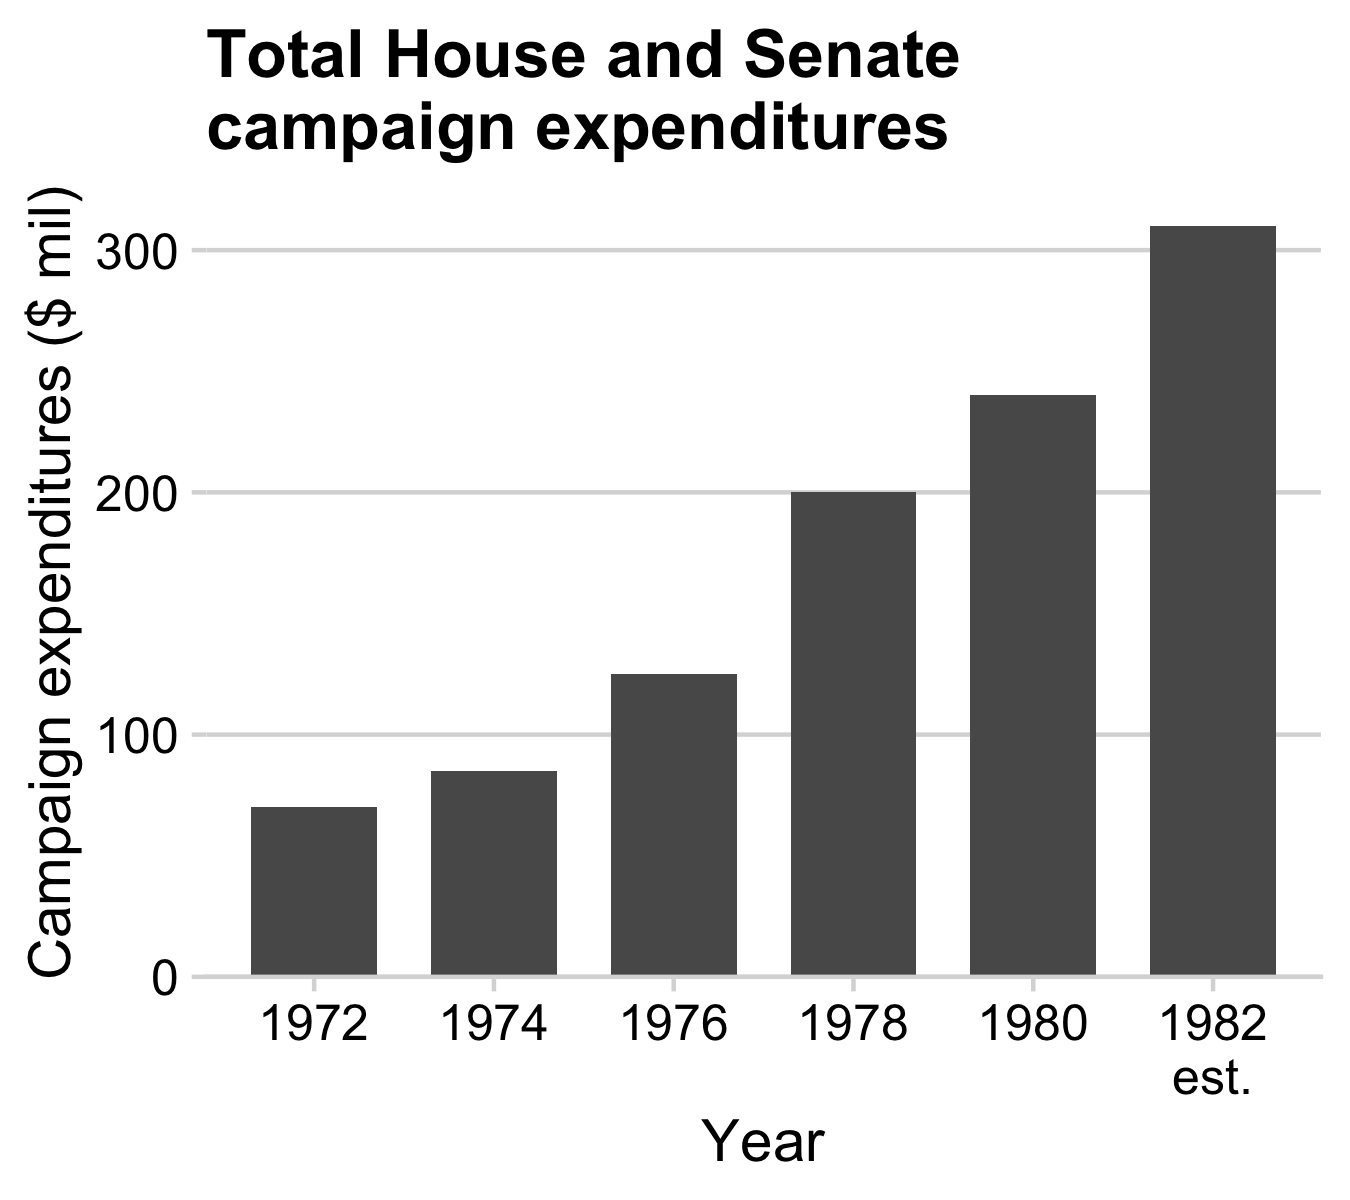 Total House and Senate
campaign expenditures
Campaign expenditures ($ mil)
300
200
100
0
1972 1974 1976 1978 1980 1982
est.
Year